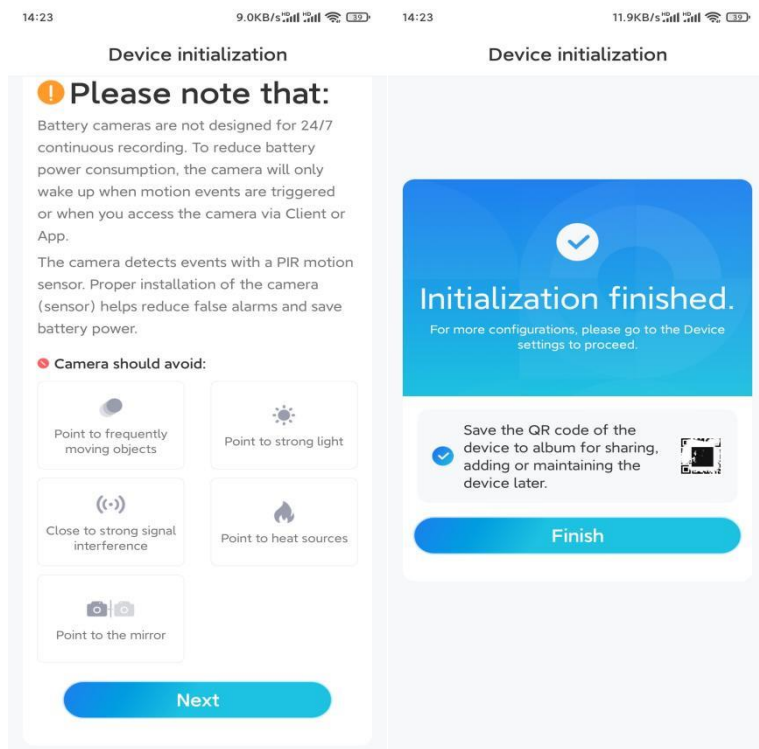 14:23
9.0KB/s
39
Device initialization
Please note that:
Battery cameras are not designed for 24/7
continuous recording. To reduce battery
power consumption, the camera will only
wake up when motion events are triggered
or when you access the camera via Client or
App.
The camera detects events with a PIR motion
sensor. Proper installation of the camera
(sensor) helps reduce false alarms and save
battery power.
Camera should avoid:
Point to frequently
moving objects
Point to strong light
Close to strong signal
interference
Point to heat sources
Point to the mirror
Next
14:23
11.9KB/s
39
Device initialization
Initialization finished.
For more configurations, please go to the Device
settings to proceed.
Save the QR code of the
device to album for sharing,
adding or maintaining the
device later.
Finish